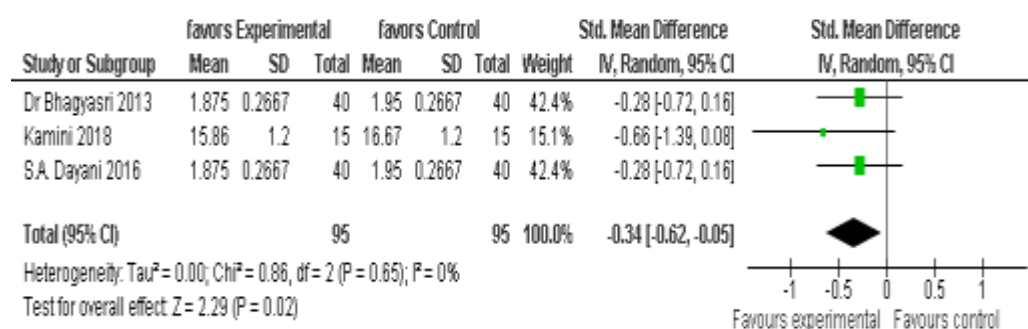 favors Experimental favors Control Std. Mean Difference Std. Mean Difference
Study or Subgroup Mean SD Total Mean SD Total Weight IV, Random, 95% CI IV, Random, 95% CI
Dr Bhagyasri 2013 1.875 0.2667 40 1.95 0.2667 40 42.4% -0.28 [-0.72, 0.16]
Kamini 2018 15.86 1.2 15 16.67 1.2 15 15.1% -0.66 [-1.39, 0.08]
S.A. Dayani 2016 1.875 0.2667 40 1.95 0.2667 40 42.4% -0.28 [-0.72, 0.16]
Total (95% CI) 95 95 100.0% -0.34 [-0.62, -0.05]
Heterogeneity: Tau² = 0.00; Chi² = 0.86, df = 2 (P = 0.65); I² = 0%
Test for overall effect: Z = 2.29 (P = 0.02)
-1 -0.5 0 0.5 1
Favours experimental Favours control